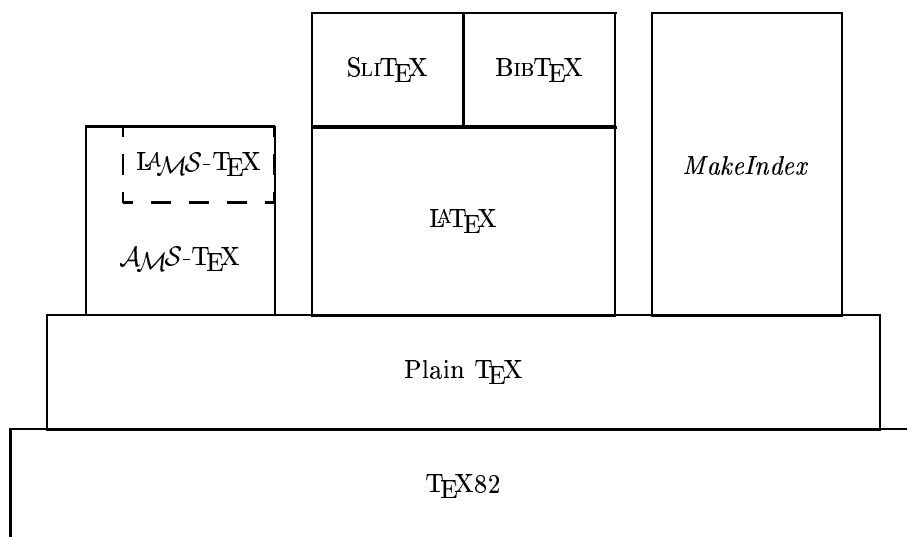 SLITEX
BIBTEX
LAMS-TEX
MakeIndex
LATEX
AMS-TEX
Plain TEX
TEX82